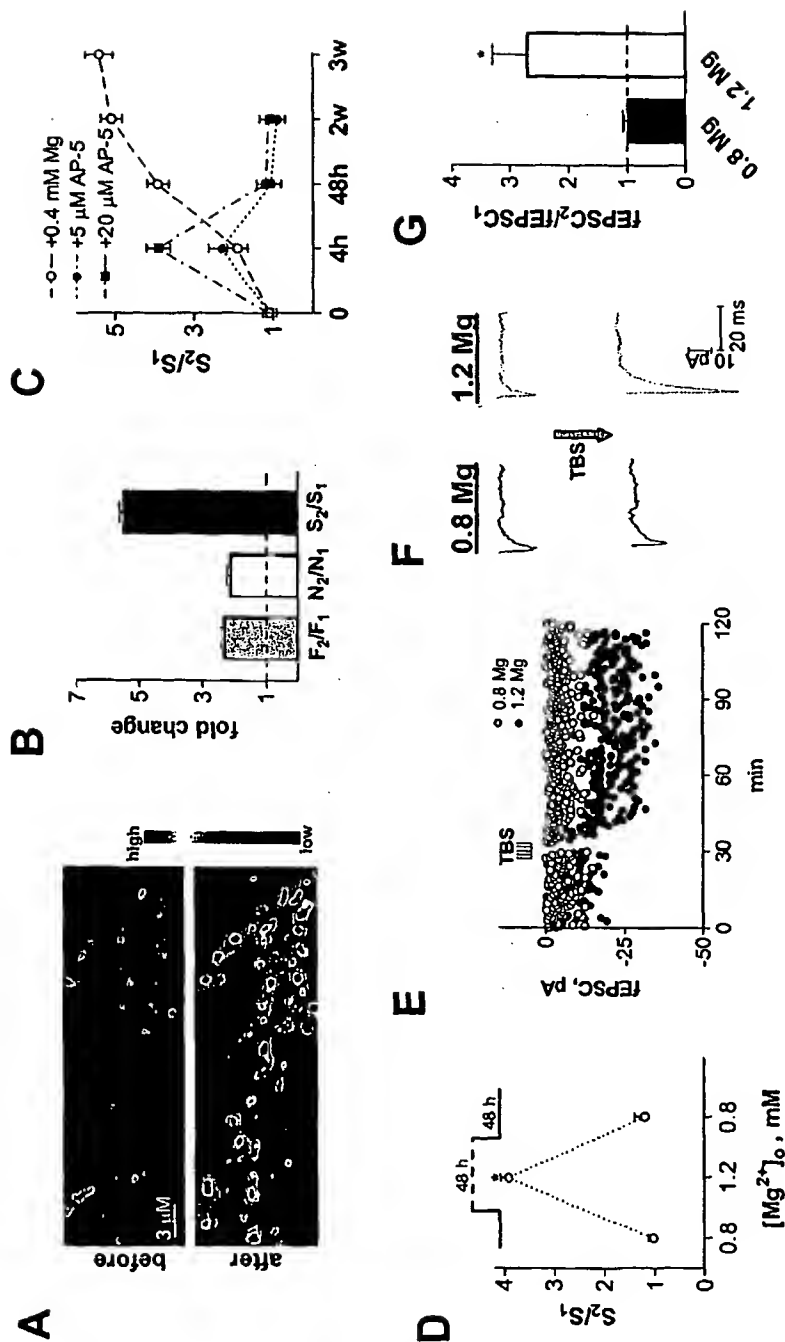 A
before
after
3 µM
high
low
B
fold change
7
5
3
1
F₂/F₁
N₂/N₁
S₂/S₁
C
S₂/S₁
5
3
1
+0.4 mM Mg
+5 µM AP-5
+20 µM AP-5
0
4h
48h
2w
3w
D
S₂/S₁
4
3
2
1
0
48 h
48 h
*
0.8
1.2
0.8
[Mg²⁺]ₒ, mM
E
fEPSC, pA
0
-25
-50
TBS
0.8 Mg
1.2 Mg
0
30
60
90
120
min
F
0.8 Mg
1.2 Mg
TBS
10 pA
20 ms
G
fEPSC₂/fEPSC₁
4
3
2
1
0
*
0.8 Mg
1.2 Mg